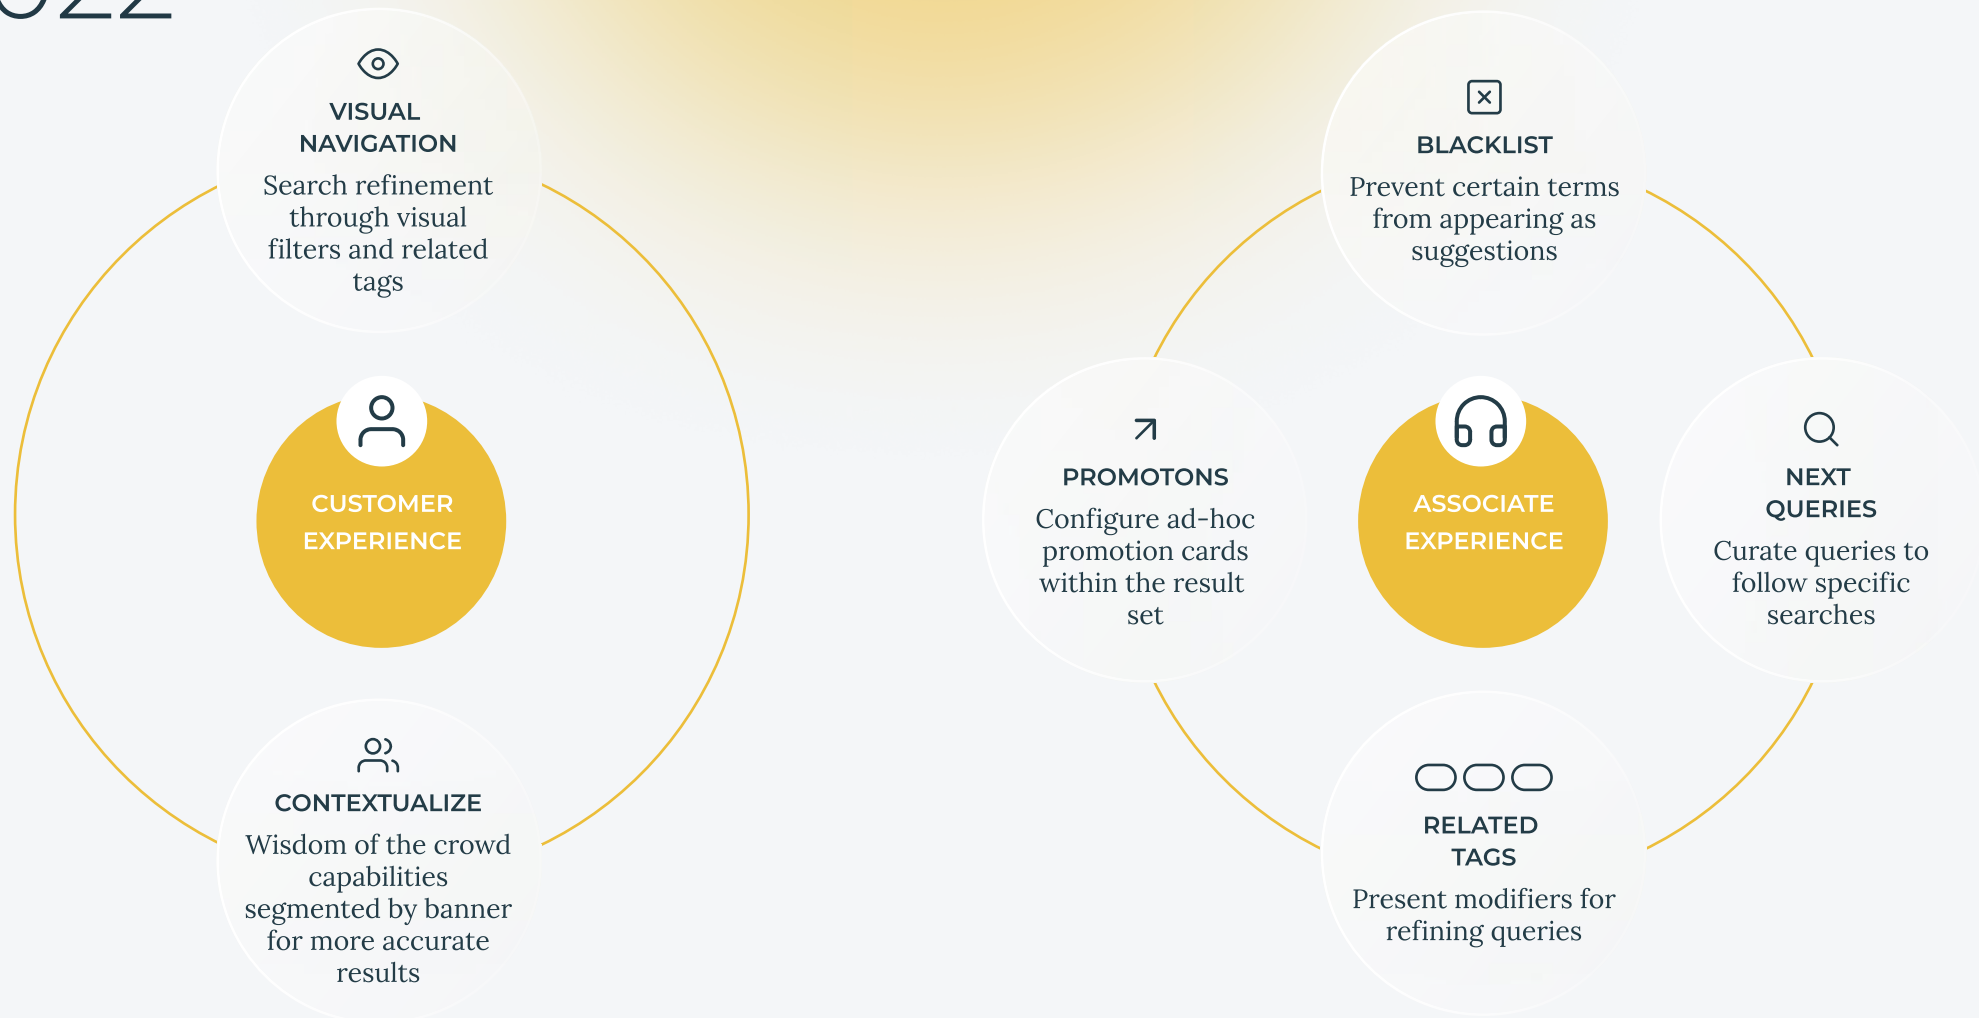 022
VISUAL
NAVIGATION
Search refinement
through visual
filters and related
tags
CUSTOMER
EXPERIENCE
CONTEXTUALIZE
Wisdom of the crowd
capabilities
segmented by banner
for more accurate
results
BLACKLIST
Prevent certain terms
from appearing as
suggestions
PROMOTONS
Configure ad-hoc
promotion cards
within the result
set
ASSOCIATE
EXPERIENCE
NEXT
QUERIES
Curate queries to
follow specific
searches
RELATED
TAGS
Present modifiers for
refining queries